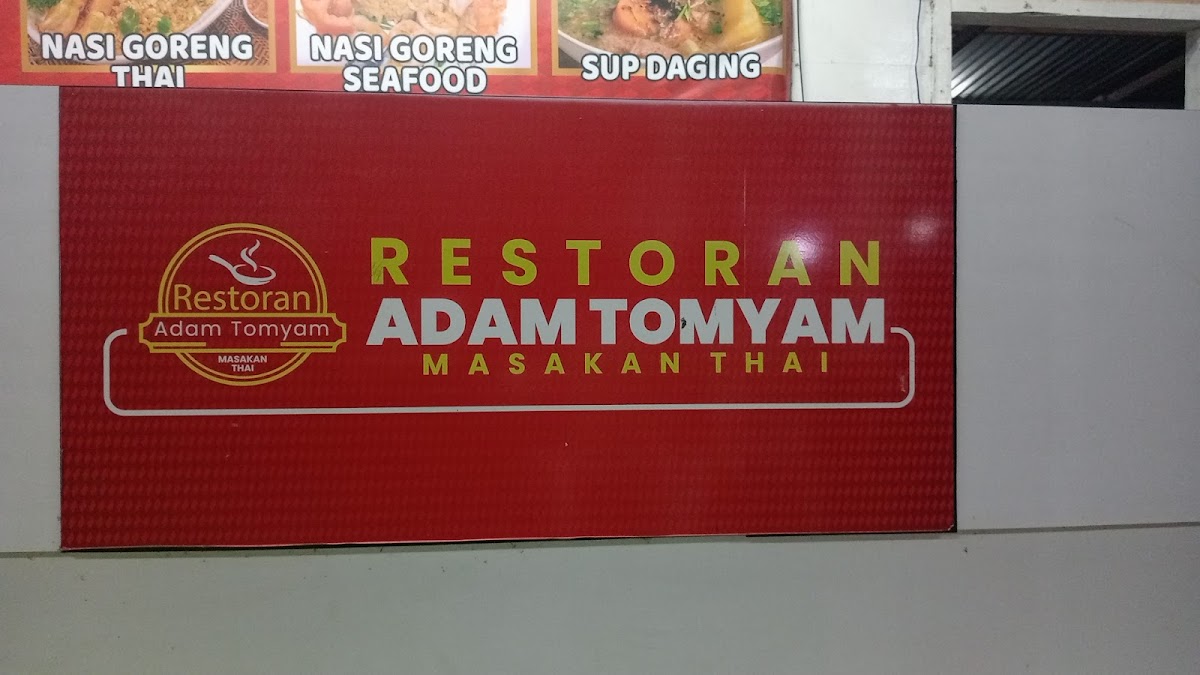 NASI GORENG
THAI
NASI GORENG
SEAFOOD
SUP DAGING
Restoran
Adam Tomyam
MASAKAN
THAI
RESTORAN
ADAM TOMYAM
MASAKAN THAI